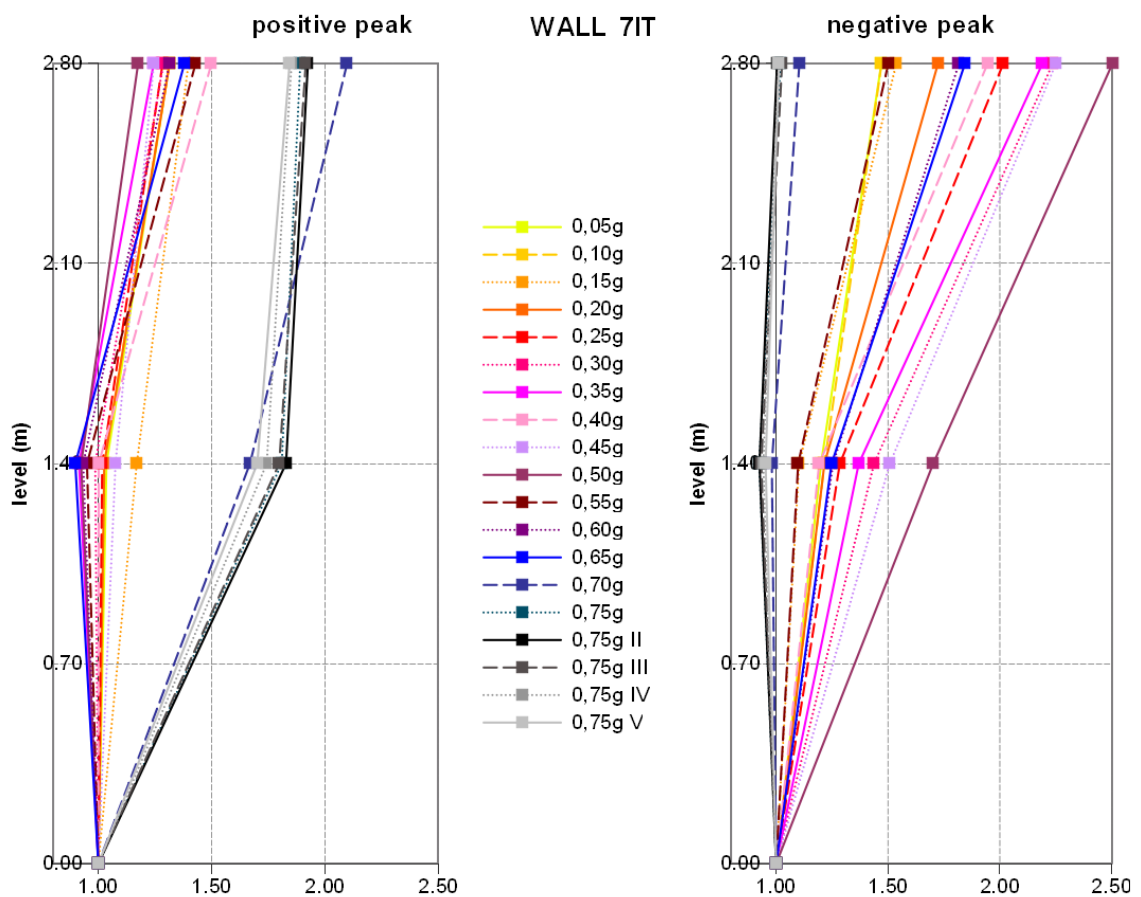 positive peak
WALL 7IT
negative peak
level (m)
2.80
2.10
1.4
0.70
0.00
1.00
1.50
2.00
2.50
0,05g
0,10g
0,15g
0,20g
0,25g
0,30g
0,35g
0,40g
0,45g
0,50g
0,55g
0,60g
0,65g
0,70g
0,75g
0,75g II
0,75g III
0,75g IV
0,75g V
level (m)
2.80
2.10
1.40
0.70
0.00
1.00
1.50
2.00
2.50